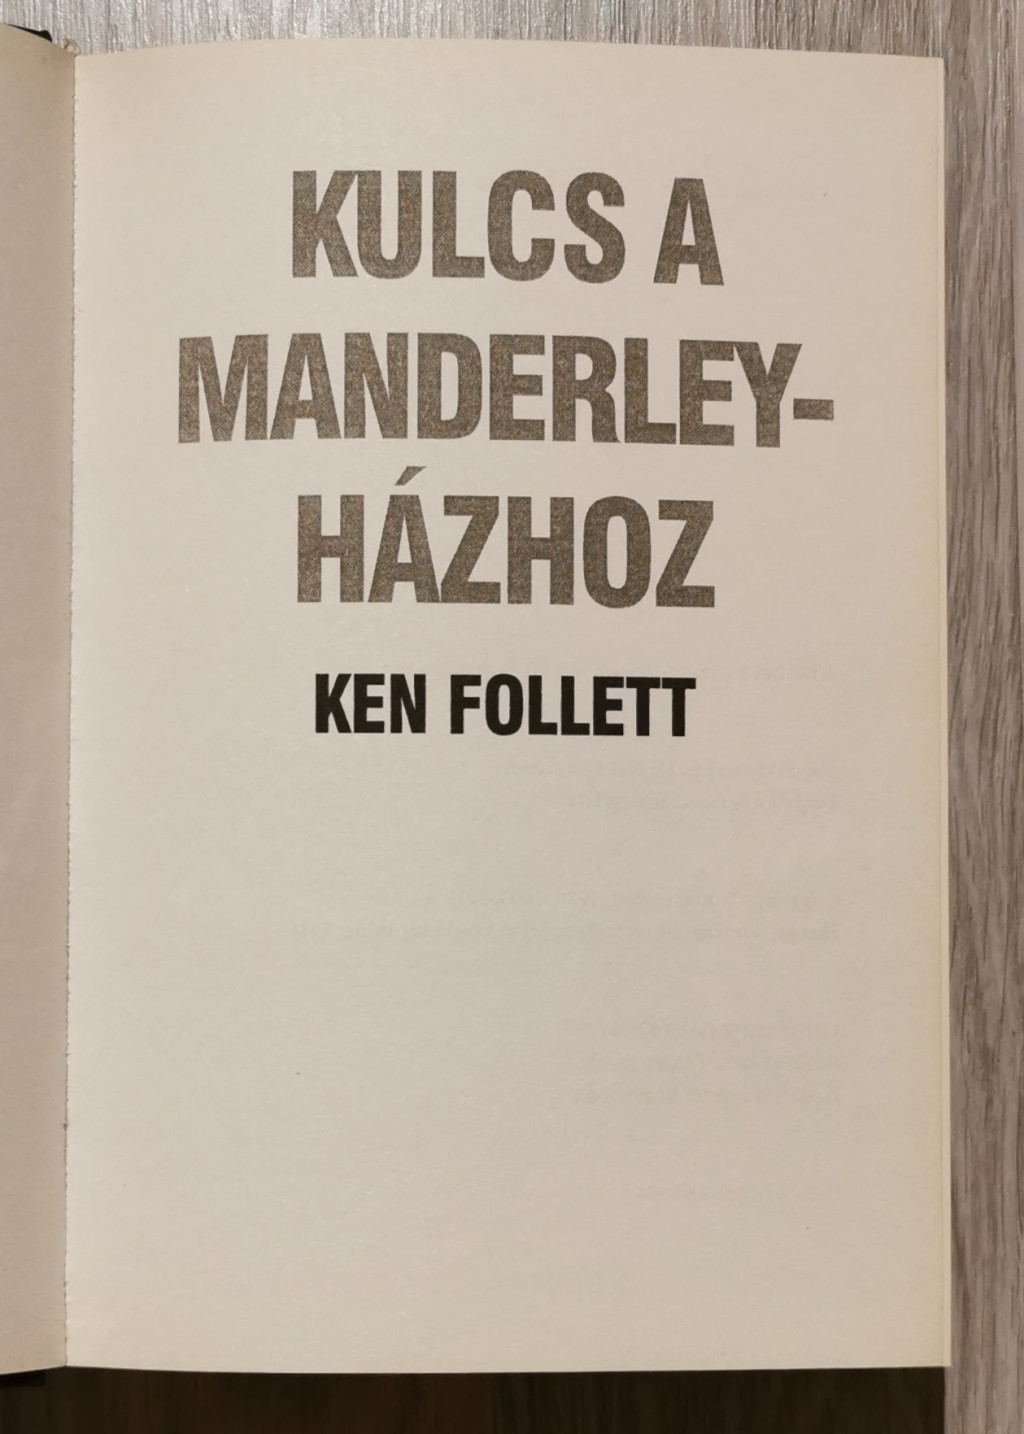 KULCS A
MANDERLEY-
HÁZHOZ
KEN FOLLETT